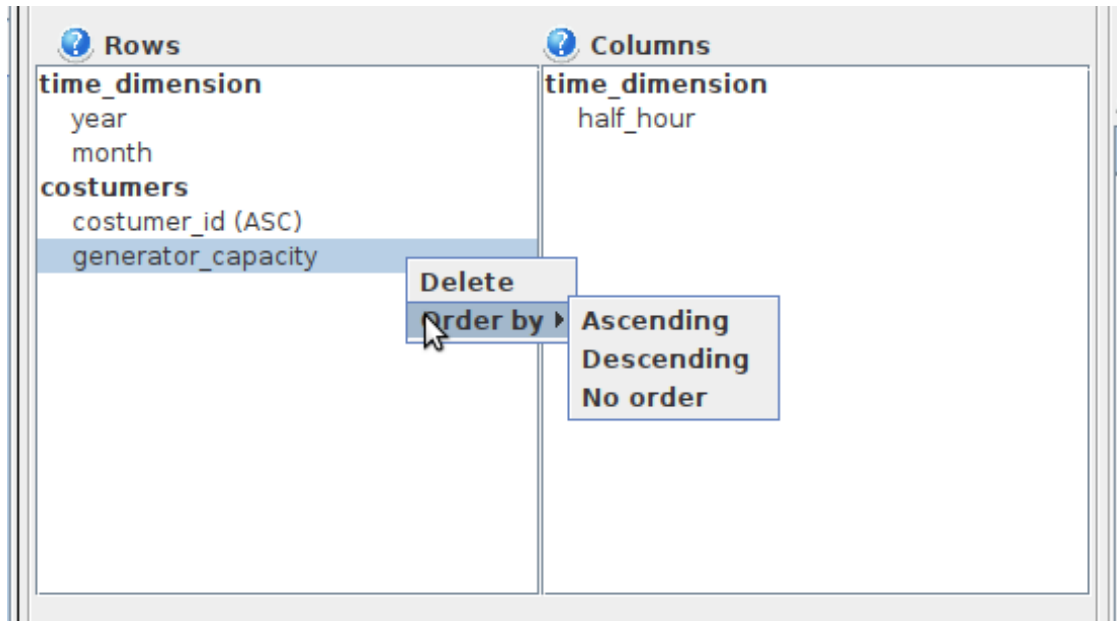 Rows
time_dimension
year
month
costumers
costumer_id (ASC)
generator_capacity
Columns
time_dimension
half_hour
Delete
Order by
Ascending
Descending
No order